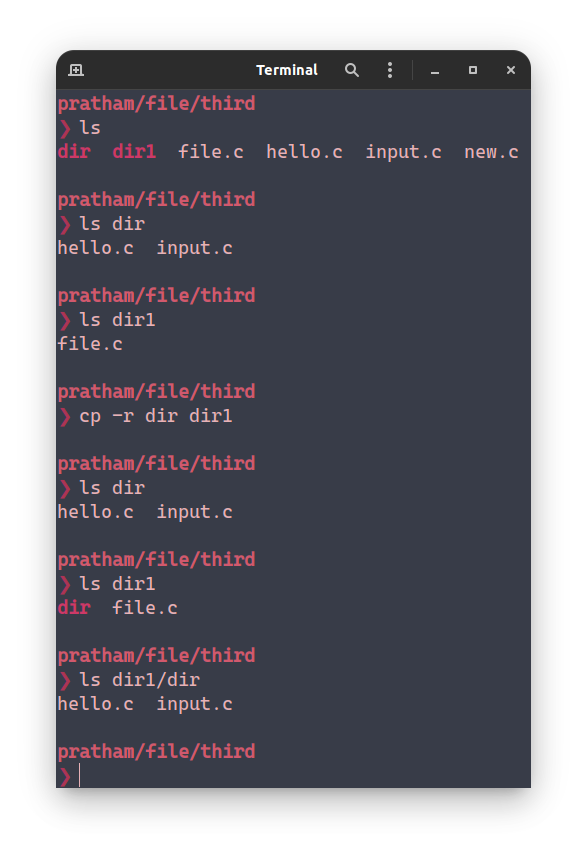 Terminal
pratham/file/third
❯ ls
dir  dir1  file.c  hello.c  input.c  new.c
pratham/file/third
❯ ls dir
hello.c  input.c
pratham/file/third
❯ ls dir1
file.c
pratham/file/third
❯ cp -r dir dir1
pratham/file/third
❯ ls dir
hello.c  input.c
pratham/file/third
❯ ls dir1
dir  file.c
pratham/file/third
❯ ls dir1/dir
hello.c  input.c
pratham/file/third
❯